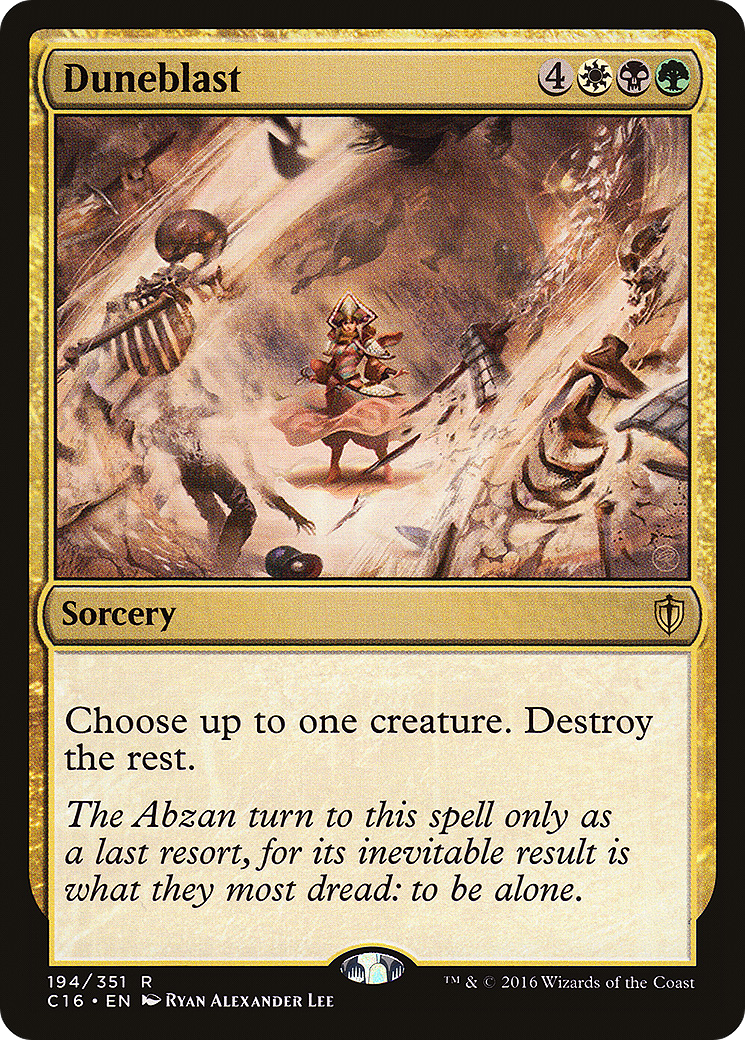 Duneblast 4
Sorcery
Choose up to one creature. Destroy
the rest.
The Abzan turn to this spell only as
a last resort, for its inevitable result is
what they most dread: to be alone.
194/351 R
C16 • EN Ryan Alexander Lee
™ & © 2016 Wizards of the Coast